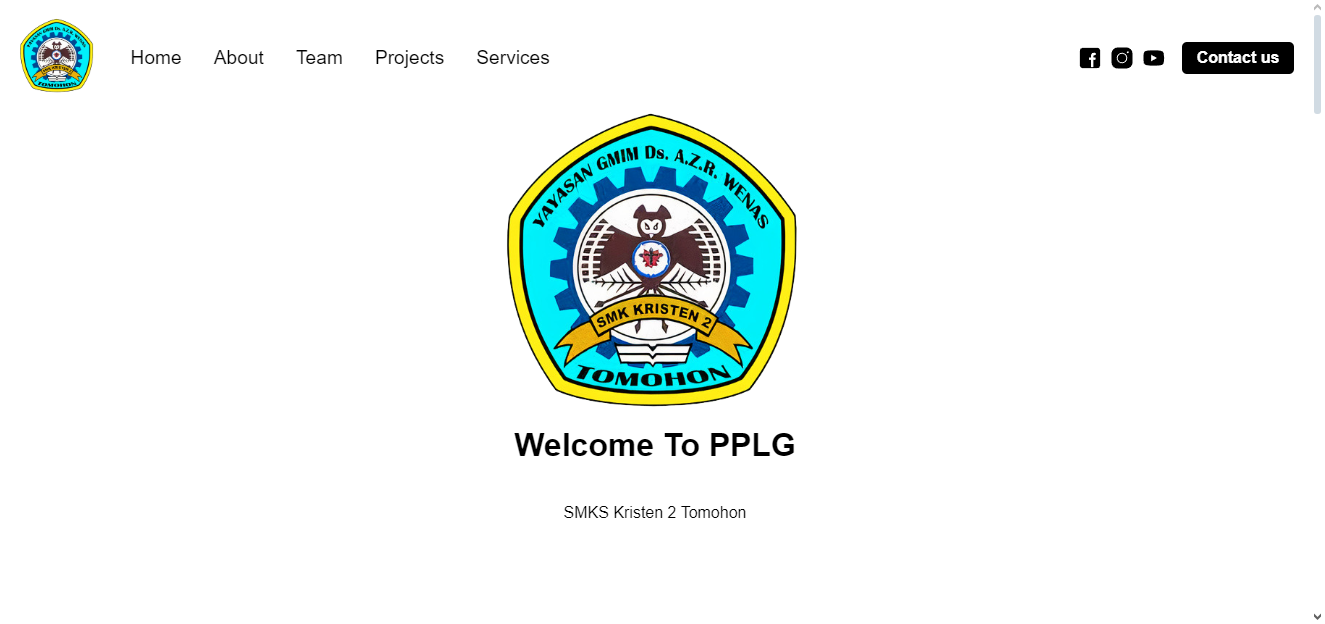 Home About Team Projects Services Contact us
YAYASAN GMIM Ds. A.Z.R. WENAS
SMK KRISTEN 2
TOMOHON
Welcome To PPLG
SMKS Kristen 2 Tomohon